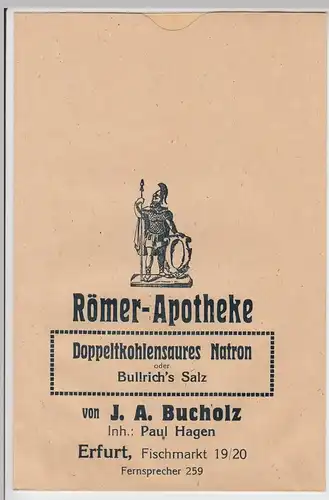 Römer-Apotheke
Doppeltkohlensaures Natron
oder
Bullrich's Salz
von J. A. Bucholz
Inh.: Paul Hagen
Erfurt, Fischmarkt 19/20
Fernsprecher 259